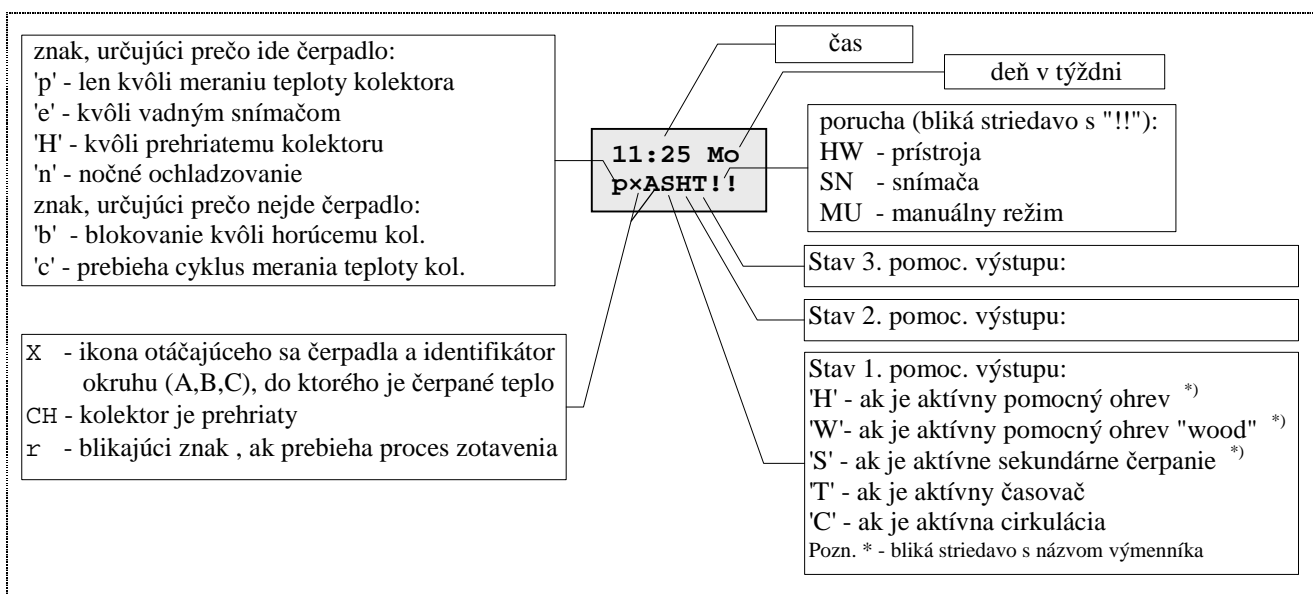 znak, určujúci prečo ide čerpadlo:
'p' - len kvôli meraniu teploty kolektora
'e' - kvôli vadným snímačom
'H' - kvôli prehriatemu kolektoru
'n' - nočné ochladzovanie
znak, určujúci prečo nejde čerpadlo:
'b' - blokovanie kvôli horúcemu kol.
'c' - prebieha cyklus merania teploty kol.
X - ikona otáčajúceho sa čerpadla a identifikátor
okruhu (A,B,C), do ktorého je čerpané teplo
CH - kolektor je prehriaty
r - blikajúci znak , ak prebieha proces zotavenia
11:25 Mo
p×ASHT!!
čas
deň v týždni
porucha (bliká striedavo s "!!"):
HW - prístroja
SN - snímača
MU - manuálny režim
Stav 3. pomoc. výstupu:
Stav 2. pomoc. výstupu:
Stav 1. pomoc. výstupu:
'H' - ak je aktívny pomocný ohrev *)
'W'- ak je aktívny pomocný ohrev "wood" *)
'S' - ak je aktívne sekundárne čerpanie *)
'T' - ak je aktívny časovač
'C' - ak je aktívna cirkulácia
Pozn. * - bliká striedavo s názvom výmenníka